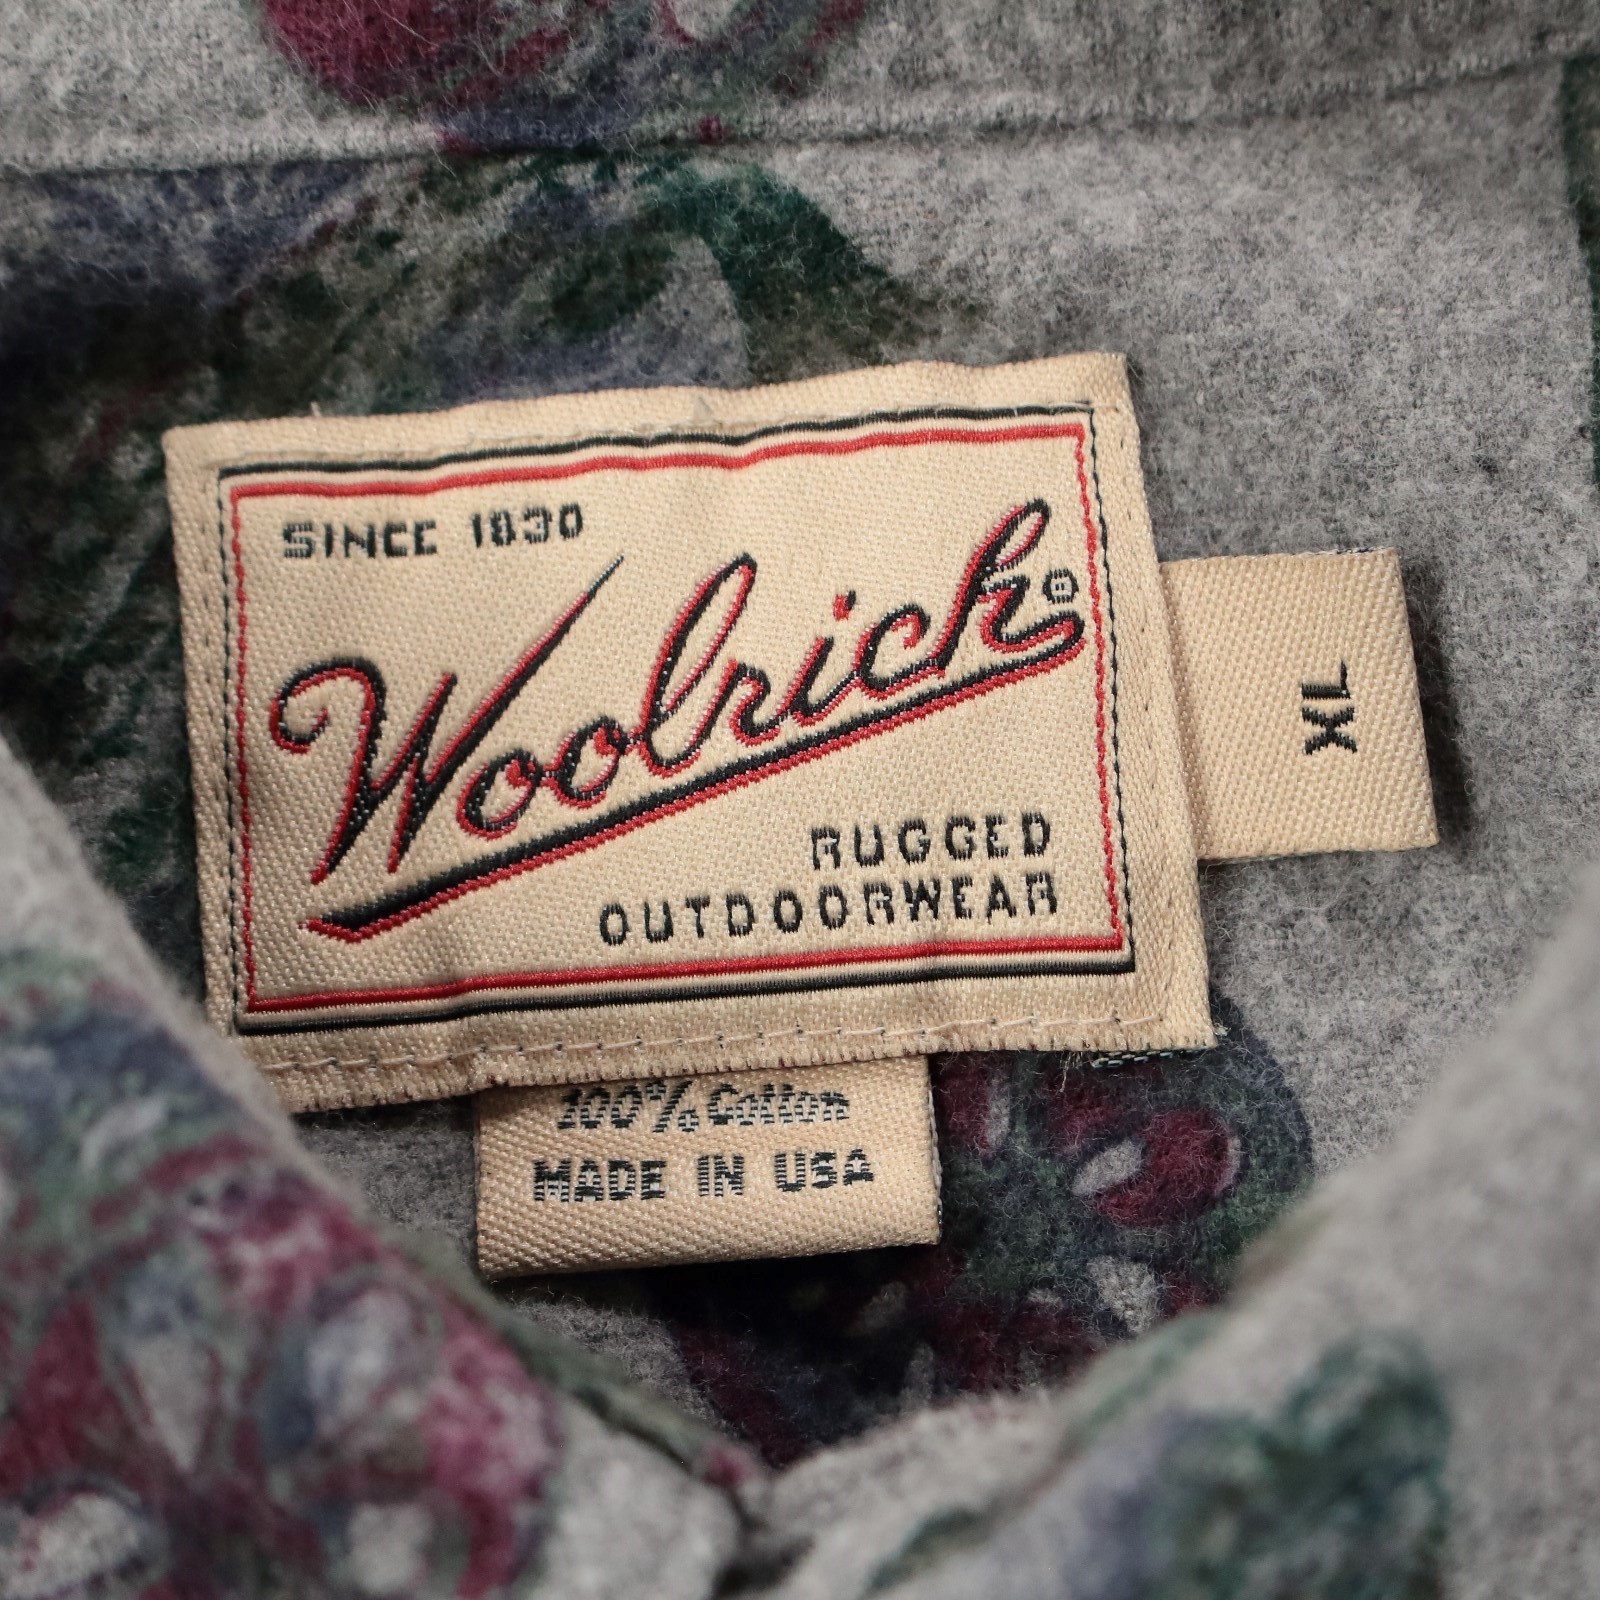 SINCE 1830
Woolrich®
RUGGED
OUTDOORWEAR
XL
100% Cotton
MADE IN USA